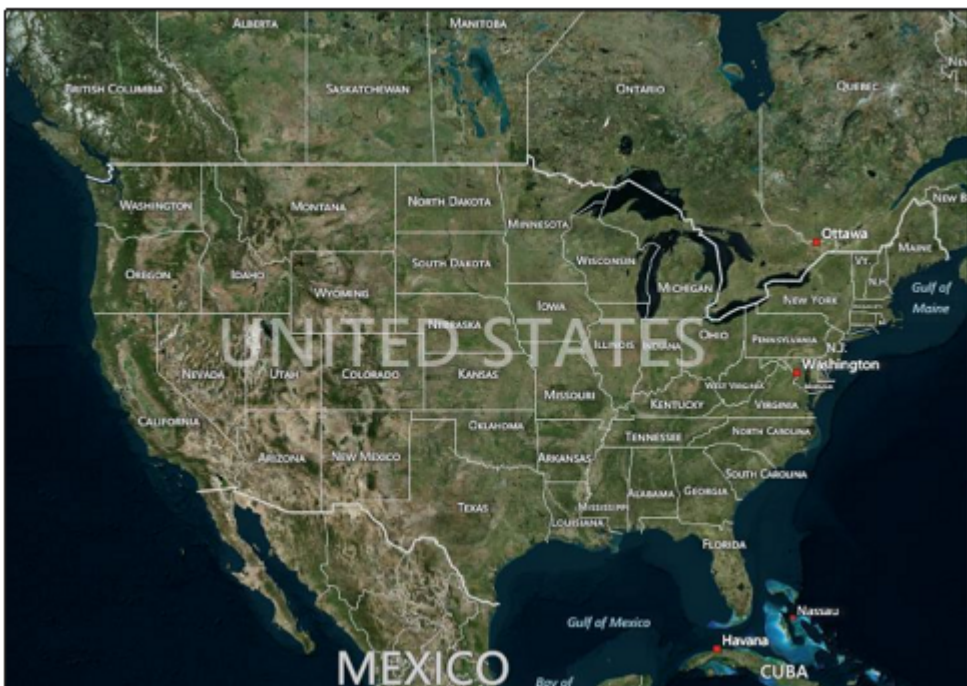 ALBERTA
MANITOBA
BRITISH COLUMBIA
SASKATCHEWAN
ONTARIO
QUEBEC
NEW B
WASHINGTON
MONTANA
NORTH DAKOTA
MINNESOTA
Ottawa
MAINE
OREGON
IDAHO
SOUTH DAKOTA
WISCONSIN
VT.
N.H
WYOMING
MICHIGAN
Gulf of
Maine
IOWA
NEW YORK
NEBRASKA
UNITED STATES
ILLINOIS
INDIANA
OHIO
PENNSYLVANIA
N.J.
NEVADA
UTAH
COLORADO
KANSAS
Washington
WEST VIRGINIA
MISSOURI
KENTUCKY
VIRGINIA
CALIFORNIA
OKLAHOMA
TENNESSEE
NORTH CAROLINA
ARIZONA
NEW MEXICO
ARKANSAS
SOUTH CAROLINA
TEXAS
MISSISSIPPI
ALABAMA
GEORGIA
LOUISIANA
FLORIDA
Nassau
Gulf of Mexico
Havana
MEXICO
CUBA
Bay of